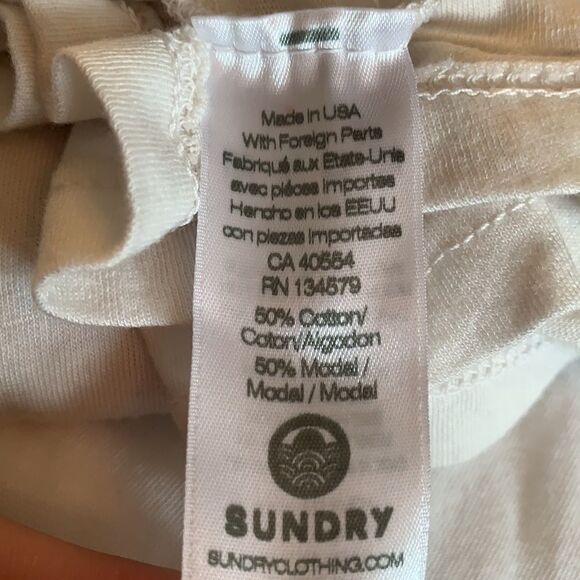 Made in USA
With Foreign Parts
Fabriqué aux Etats-Unis
avec pièces importes
Hencho en los EEUU
con piezas importadas
CA 40554
RN 134579
50% Cotton/
Coton/Algodon
50% Modal/
Modal / Modal
SUNDRY
SUNDRYCLOTHING.COM